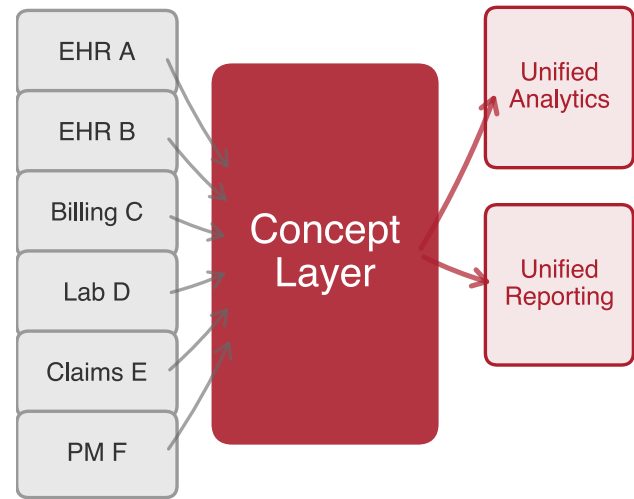 EHR A
EHR B
Billing C
Lab D
Claims E
PM F
Concept
Layer
Unified
Analytics
Unified
Reporting